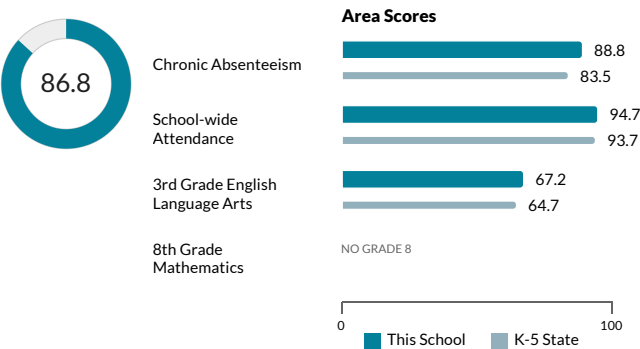 Area Scores
86.8
Chronic Absenteeism
88.8
83.5
School-wide
Attendance
94.7
93.7
3rd Grade English
Language Arts
67.2
64.7
8th Grade
Mathematics
NO GRADE 8
0
100
This School
K-5 State